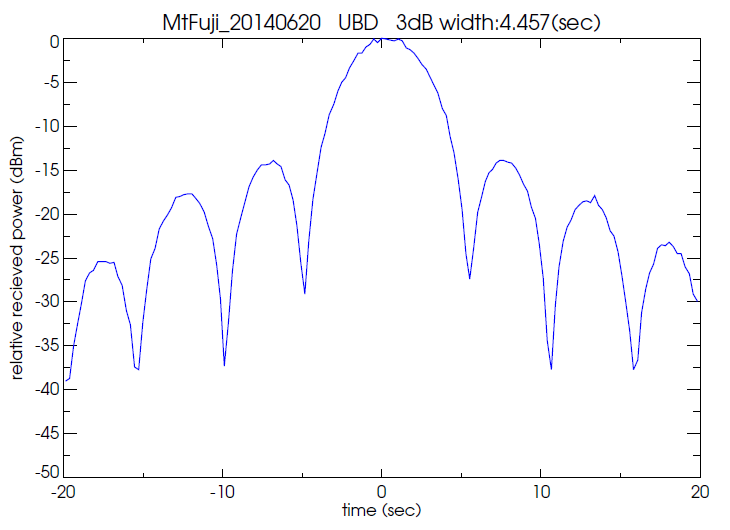 MtFuji_20140620 UBD 3dB width:4.457(sec)
relative recieved power (dBm)
0
-5
-10
-15
-20
-25
-30
-35
-40
-45
-50
-20 -10 0 10 20
time (sec)